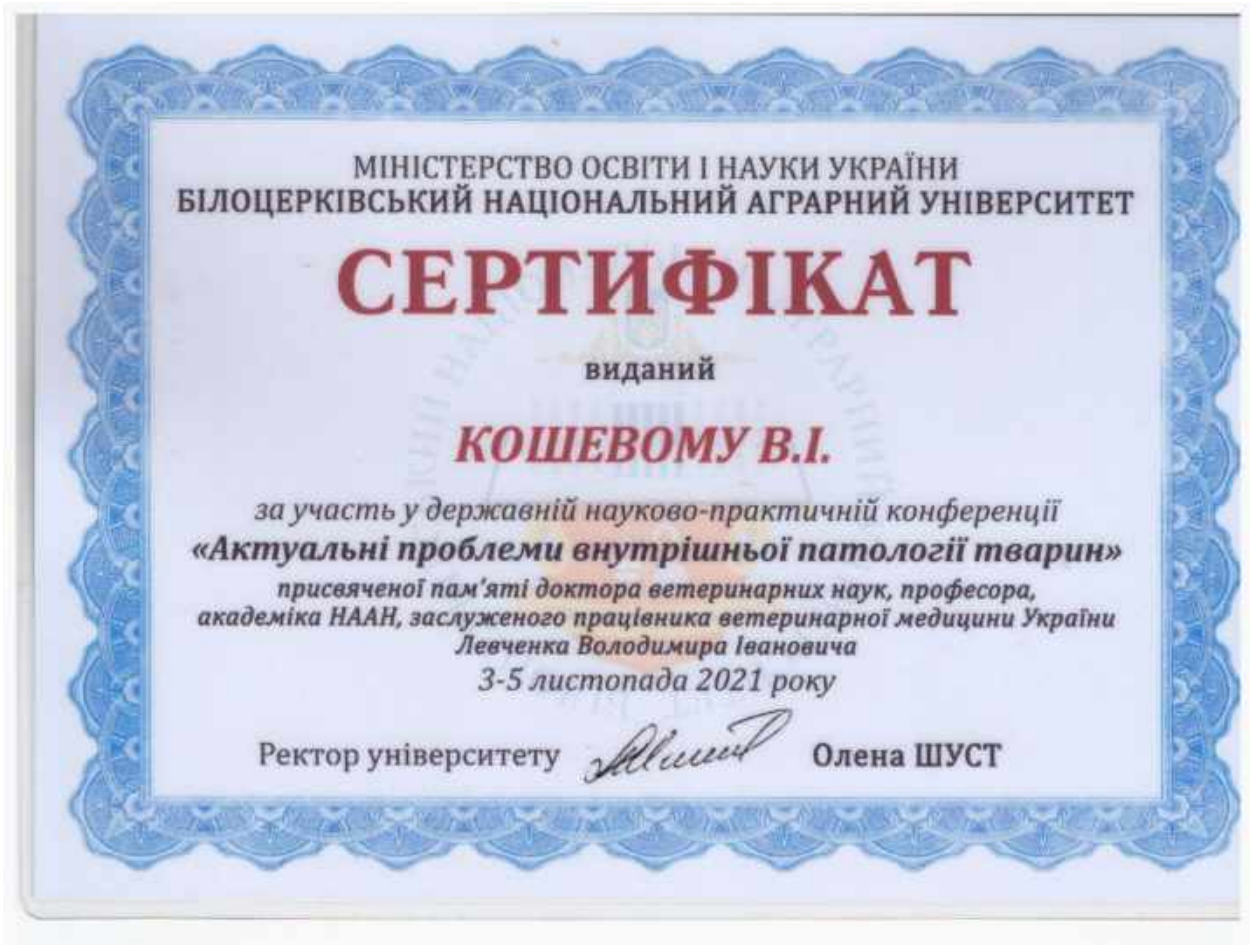 МІНІСТЕРСТВО ОСВІТИ І НАУКИ УКРАЇНИ
БІЛОЦЕРКІВСЬКИЙ НАЦІОНАЛЬНИЙ АГРАРНИЙ УНІВЕРСИТЕТ
СЕРТИФІКАТ
виданий
КОШЕВОМУ В.І.
за участь у державній науково-практичній конференції
«Актуальні проблеми внутрішньої патології тварин»
присвяченої пам'яті доктора ветеринарних наук, професора,
академіка НААН, заслуженого працівника ветеринарної медицини України
Левченка Володимира Івановича
3-5 листопада 2021 року
Ректор університету Олена ШУСТ